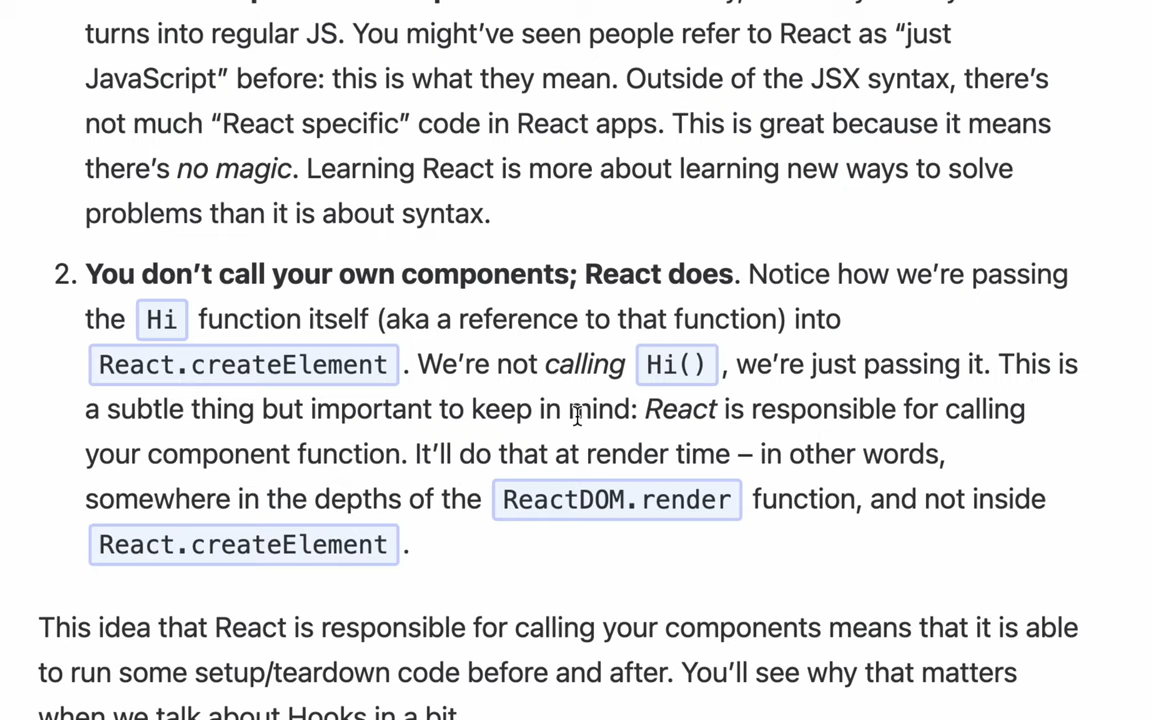 turns into regular JS. You might’ve seen people refer to React as “just
JavaScript” before: this is what they mean. Outside of the JSX syntax, there’s
not much “React specific” code in React apps. This is great because it means
there’s no magic. Learning React is more about learning new ways to solve
problems than it is about syntax.
2. You don’t call your own components; React does. Notice how we’re passing
the Hi function itself (aka a reference to that function) into
React.createElement . We’re not calling Hi() , we’re just passing it. This is
a subtle thing but important to keep in mind: React is responsible for calling
your component function. It’ll do that at render time – in other words,
somewhere in the depths of the ReactDOM.render function, and not inside
React.createElement .
This idea that React is responsible for calling your components means that it is able
to run some setup/teardown code before and after. You’ll see why that matters
when we talk about Hooks in a bit.